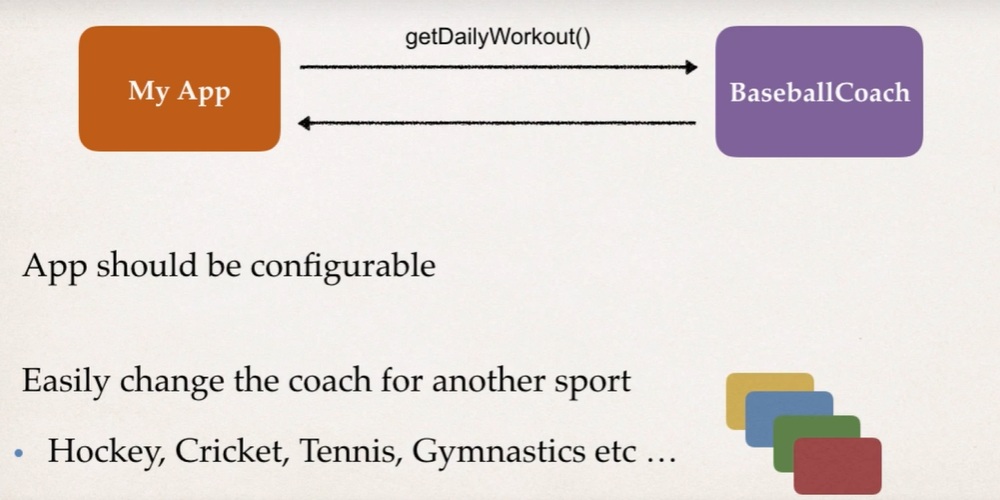 getDailyWorkout()
My App
BaseballCoach
App should be configurable
Easily change the coach for another sport
• Hockey, Cricket, Tennis, Gymnastics etc …